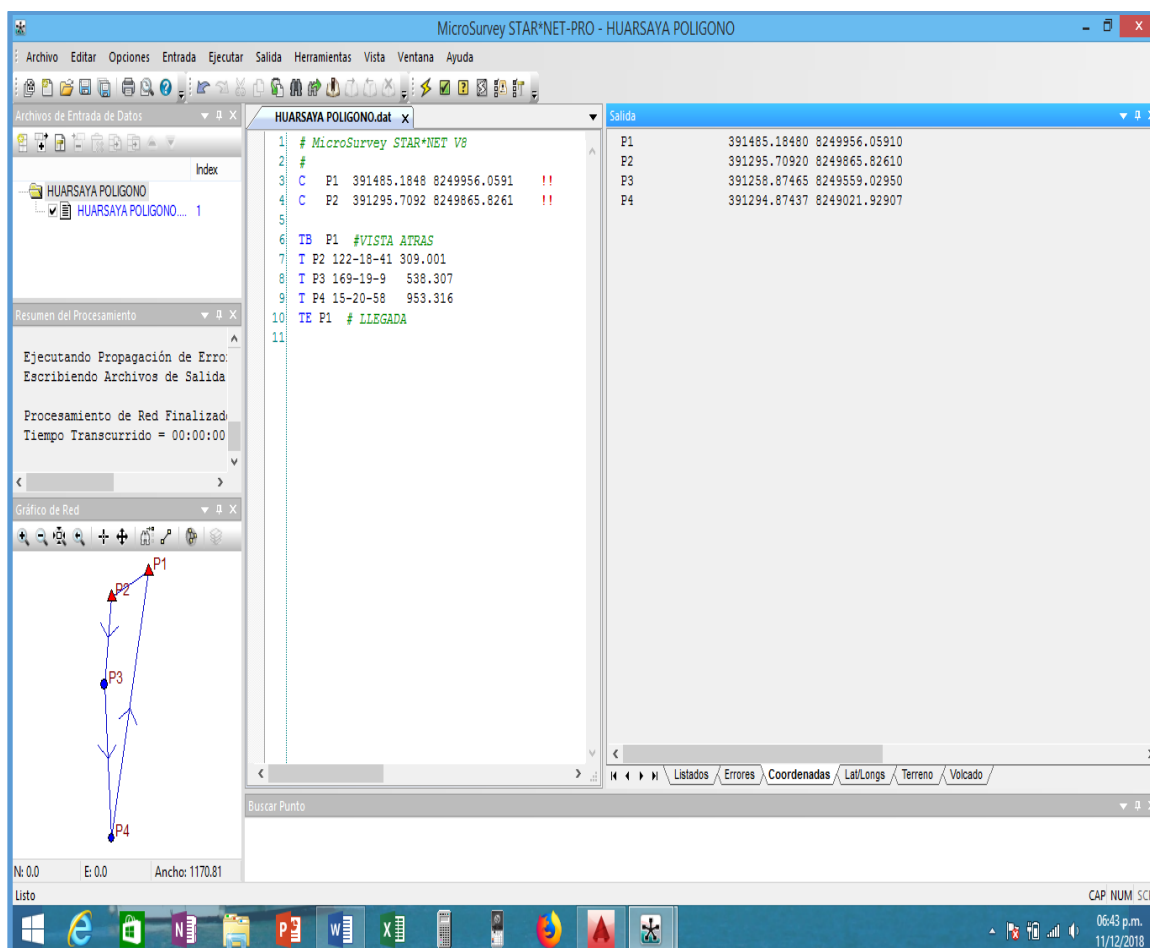 MicroSurvey STAR*NET-PRO - HUARSAYA POLIGONO
Archivo Editar Opciones Entrada Ejecutar Salida Herramientas Vista Ventana Ayuda
Archivos de Entrada de Datos
Index
HUARSAYA POLIGONO
HUARSAYA POLIGONO.... 1
Resumen del Procesamiento
Ejecutando Propagación de Erro
Escribiendo Archivos de Salida
Procesamiento de Red Finalizad
Tiempo Transcurrido = 00:00:00
Gráfico de Red
P1
P2
P3
P4
N: 0.0 E: 0.0 Ancho: 1170.81
HUARSAYA POLIGONO.dat x
1 # MicroSurvey STAR*NET V8
2 #
3 C P1 391485.1848 8249956.0591 !!
4 C P2 391295.7092 8249865.8261 !!
5
6 TB P1 #VISTA ATRAS
7 T P2 122-18-41 309.001
8 T P3 169-19-9 538.307
9 T P4 15-20-58 953.316
10 TE P1 # LLEGADA
11
Salida
P1 391485.18480 8249956.05910
P2 391295.70920 8249865.82610
P3 391258.87465 8249559.02950
P4 391294.87437 8249021.92907
Listados Errores Coordenadas Lat/Longs Terreno Volcado
Buscar Punto
Listo
CAP NUM SC
06:43 p.m.
11/12/2018